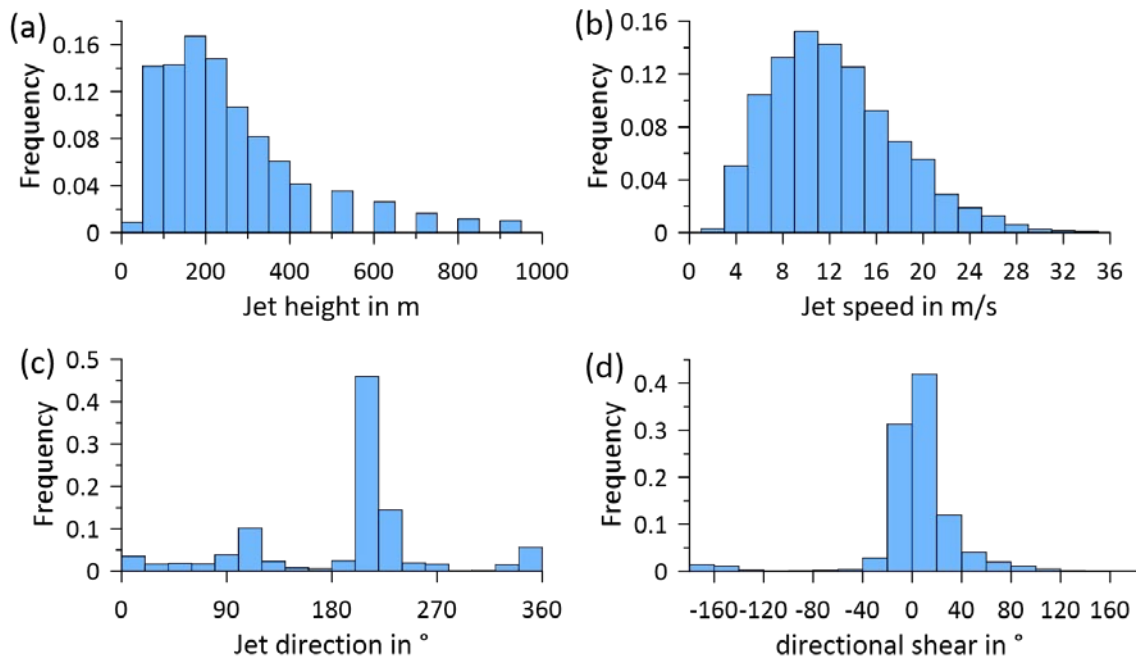 (a)
0.16
0.12
0.08
0.04
0
Frequency
0 200 400 600 800 1000
Jet height in m
(b)
0.16
0.12
0.08
0.04
0
Frequency
0 4 8 12 16 20 24 28 32 36
Jet speed in m/s
(c)
0.5
0.4
0.3
0.2
0.1
0
Frequency
0 90 180 270 360
Jet direction in °
(d)
0.4
0.3
0.2
0.1
0
Frequency
-160 -120 -80 -40 0 40 80 120 160
directional shear in °